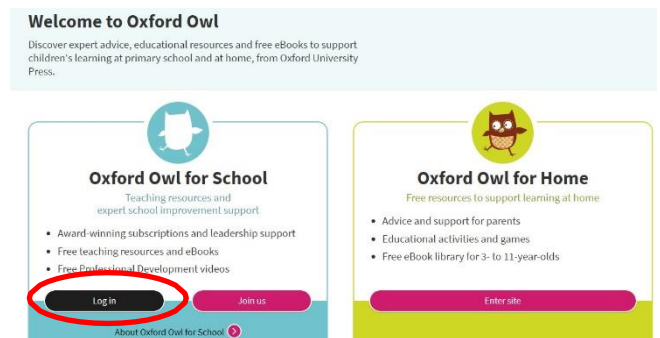 Welcome to Oxford Owl
Discover expert advice, educational resources and free eBooks to support
children's learning at primary school and at home, from Oxford University
Press.
Oxford Owl for School
Teaching resources and
expert school improvement support
• Award-winning subscriptions and leadership support
• Free teaching resources and eBooks
• Free Professional Development videos
Log in
Join us
About Oxford Owl for School
Oxford Owl for Home
Free resources to support learning at home
• Advice and support for parents
• Educational activities and games
• Free eBook library for 3- to 11-year-olds
Enter site